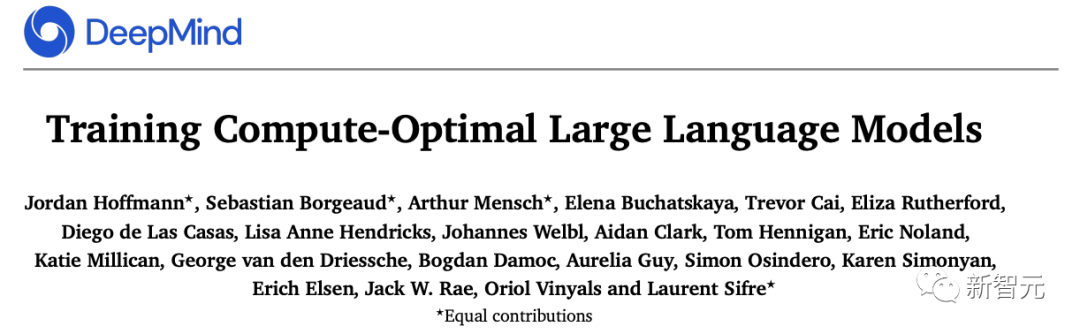 DeepMind
Training Compute-Optimal Large Language Models
Jordan Hoffmann★, Sebastian Borgeaud★, Arthur Mensch★, Elena Buchatskaya, Trevor Cai, Eliza Rutherford,
Diego de Las Casas, Lisa Anne Hendricks, Johannes Welbl, Aidan Clark, Tom Hennigan, Eric Noland,
Katie Millican, George van den Driessche, Bogdan Damoc, Aurelia Guy, Simon Osindero, Karen Simonyan,
Erich Elsen, Jack W. Rae, Oriol Vinyals and Laurent Sifre★
★Equal contributions
新智元